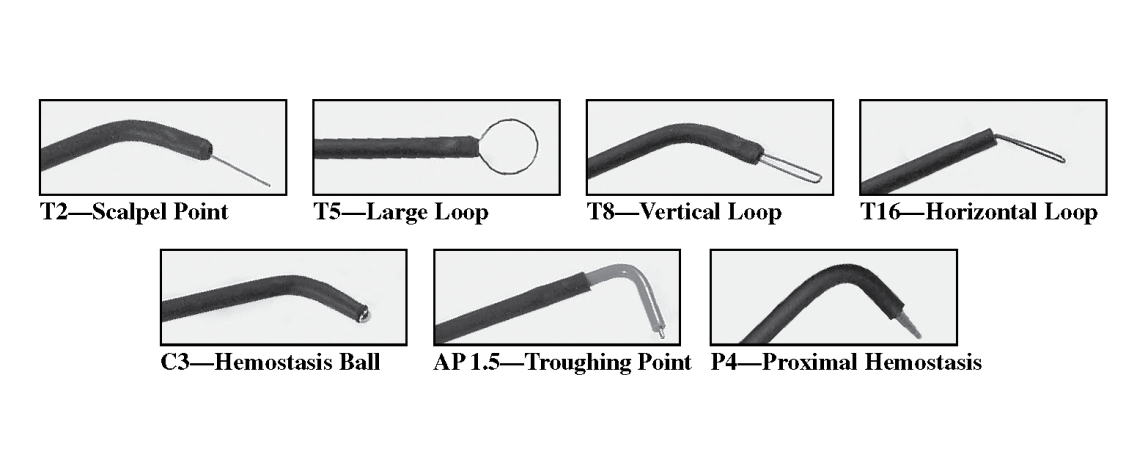 T2—Scalpel Point
T5—Large Loop
T8—Vertical Loop
T16—Horizontal Loop
C3—Hemostasis Ball
AP 1.5—Troughing Point
P4—Proximal Hemostasis